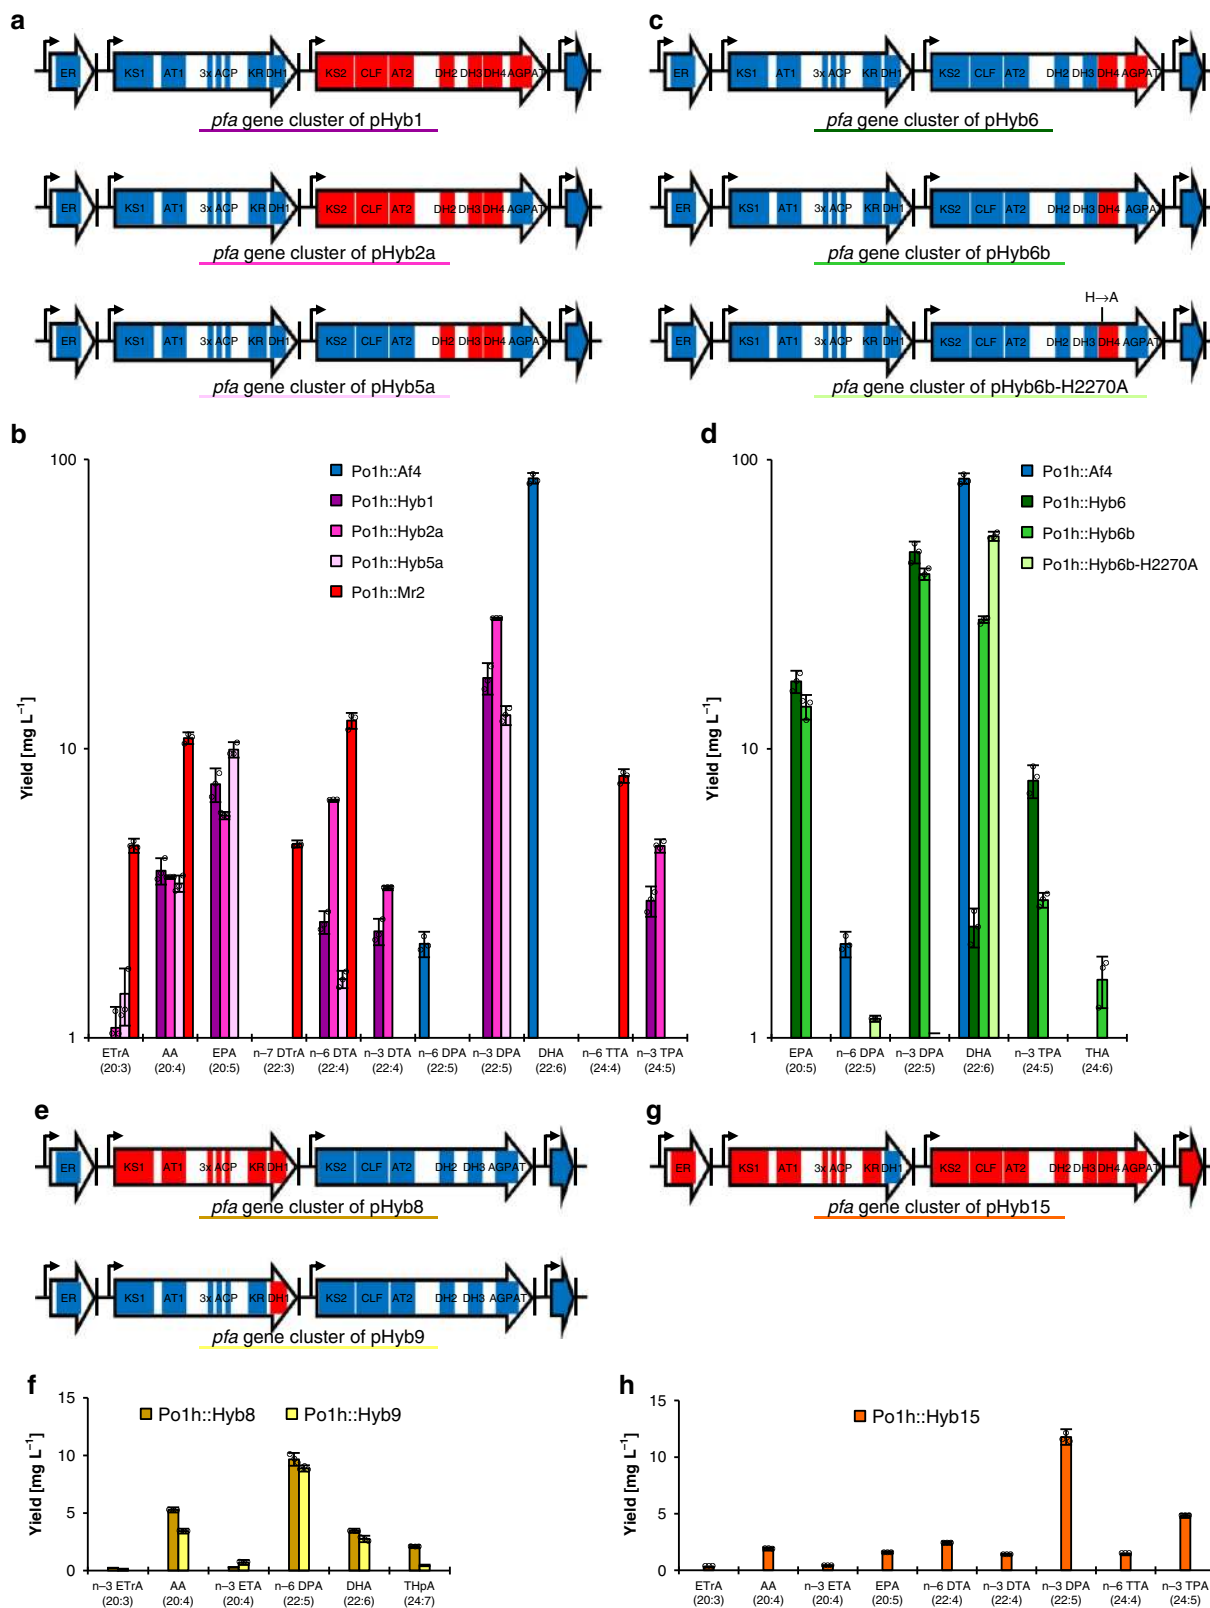 a
ER KS1 AT1 3x ACP KR DH1 KS2 CLF AT2 DH2 DH3 DH4 AGPAT
pfa gene cluster of pHyb1
ER KS1 AT1 3x ACP KR DH1 KS2 CLF AT2 DH2 DH3 DH4 AGPAT
pfa gene cluster of pHyb2a
ER KS1 AT1 3x ACP KR DH1 KS2 CLF AT2 DH2 DH3 DH4 AGPAT
pfa gene cluster of pHyb5a
c
ER KS1 AT1 3x ACP KR DH1 KS2 CLF AT2 DH2 DH3 DH4 AGPAT
pfa gene cluster of pHyb6
ER KS1 AT1 3x ACP KR DH1 KS2 CLF AT2 DH2 DH3 DH4 AGPAT
pfa gene cluster of pHyb6b
H→A
ER KS1 AT1 3x ACP KR DH1 KS2 CLF AT2 DH2 DH3 DH4 AGPAT
pfa gene cluster of pHyb6b-H2270A
b
Yield [mg L⁻¹]
100
10
1
Po1h::Af4
Po1h::Hyb1
Po1h::Hyb2a
Po1h::Hyb5a
Po1h::Mr2
ETrA AA EPA n–7 DTrA n–6 DTA n–3 DTA n–6 DPA n–3 DPA DHA n–6 TTA n–3 TPA
(20:3) (20:4) (20:5) (22:3) (22:4) (22:4) (22:5) (22:5) (22:6) (24:4) (24:5)
d
Yield [mg L⁻¹]
100
10
1
Po1h::Af4
Po1h::Hyb6
Po1h::Hyb6b
Po1h::Hyb6b-H2270A
EPA n–6 DPA n–3 DPA DHA n–3 TPA THA
(20:5) (22:5) (22:5) (22:6) (24:5) (24:6)
e
ER KS1 AT1 3x ACP KR DH1 KS2 CLF AT2 DH2 DH3 AGPAT
pfa gene cluster of pHyb8
ER KS1 AT1 3x ACP KR DH1 KS2 CLF AT2 DH2 DH3 AGPAT
pfa gene cluster of pHyb9
g
ER KS1 AT1 3x ACP KR DH1 KS2 CLF AT2 DH2 DH3 DH4 AGPAT
pfa gene cluster of pHyb15
f
Yield [mg L⁻¹]
15
10
5
0
Po1h::Hyb8 Po1h::Hyb9
n–3 ETrA AA n–3 ETA n–6 DPA DHA THpA
(20:3) (20:4) (20:4) (22:5) (22:6) (24:7)
h
Yield [mg L⁻¹]
15
10
5
0
Po1h::Hyb15
ETrA AA n–3 ETA EPA n–6 DTA n–3 DTA n–3 DPA n–6 TTA n–3 TPA
(20:3) (20:4) (20:4) (20:5) (22:4) (22:4) (22:5) (24:4) (24:5)